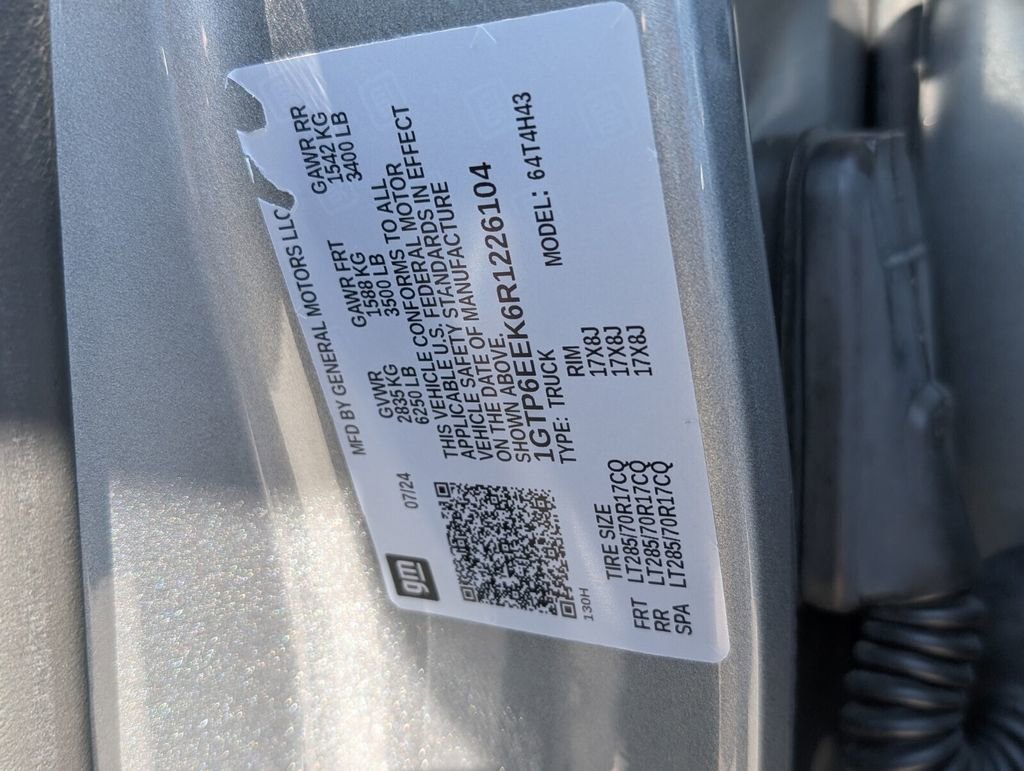 MFD BY GENERAL MOTORS LLC
gm
07/24
GVWR GAWR FRT GAWR RR
2835 KG 1588 KG 1542 KG
6250 LB 3500 LB 3400 LB
THIS VEHICLE CONFORMS TO ALL
APPLICABLE U.S. FEDERAL MOTOR
VEHICLE SAFETY STANDARDS IN EFFECT
ON THE DATE OF MANUFACTURE
SHOWN ABOVE.
1GTP6EEK6R1226104
TYPE: TRUCK MODEL: 64T4H43
130H
TIRE SIZE RIM
FRT LT285/70R17CQ 17X8J
RR LT285/70R17CQ 17X8J
SPA LT285/70R17CQ 17X8J